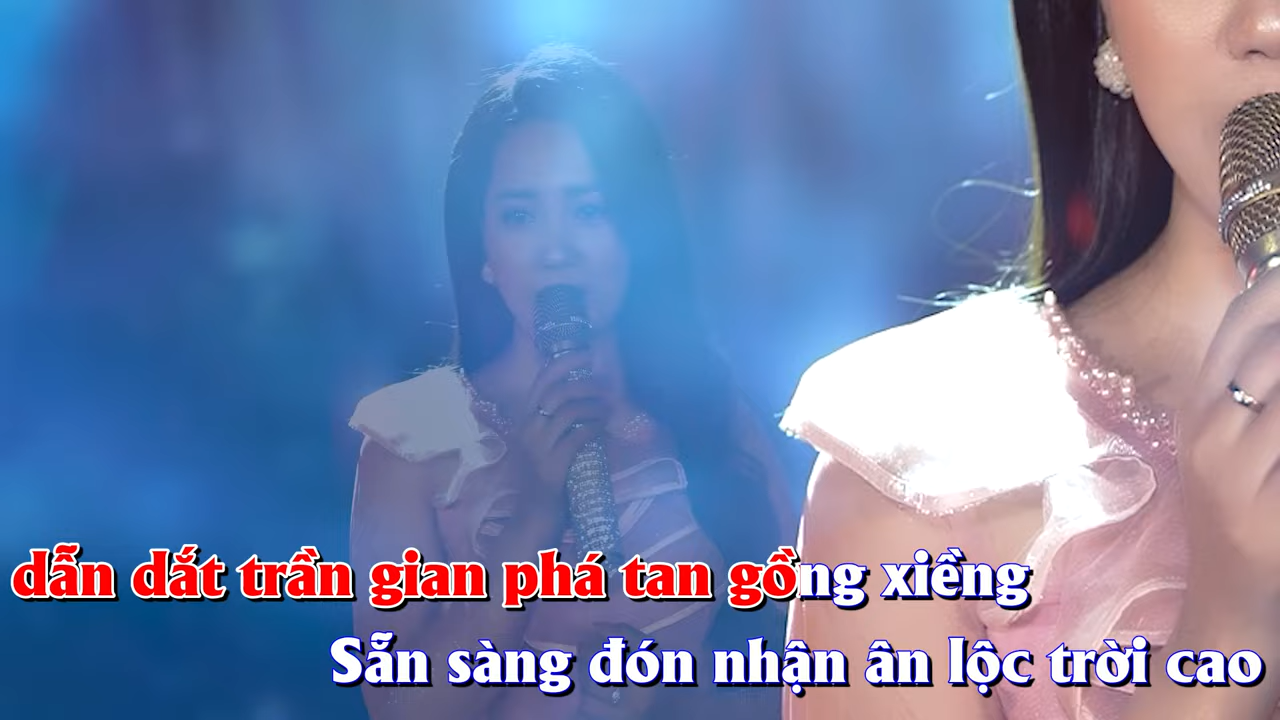 dẫn dắt trần gian phá tan gồng xiềng
Sẵn sàng đón nhận ân lộc trời cao